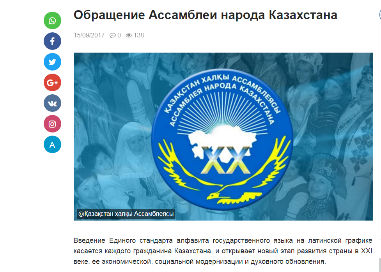 Обращение Ассамблеи народа Казахстана
15/09/2017 0 138
ҚАЗАҚСТАН ХАЛҚЫ АССАМБЛЕЯСЫ
АССАМБЛЕЯ НАРОДА КАЗАХСТАНА
XX
@Қазақстан халқы Ассамблеясы
Введение Единого стандарта алфавита государственного языка на латинской графике
касается каждого гражданина Казахстана, и открывает новый этап развития страны в XXI
веке, ее экономической, социальной модернизации и духовного обновления.